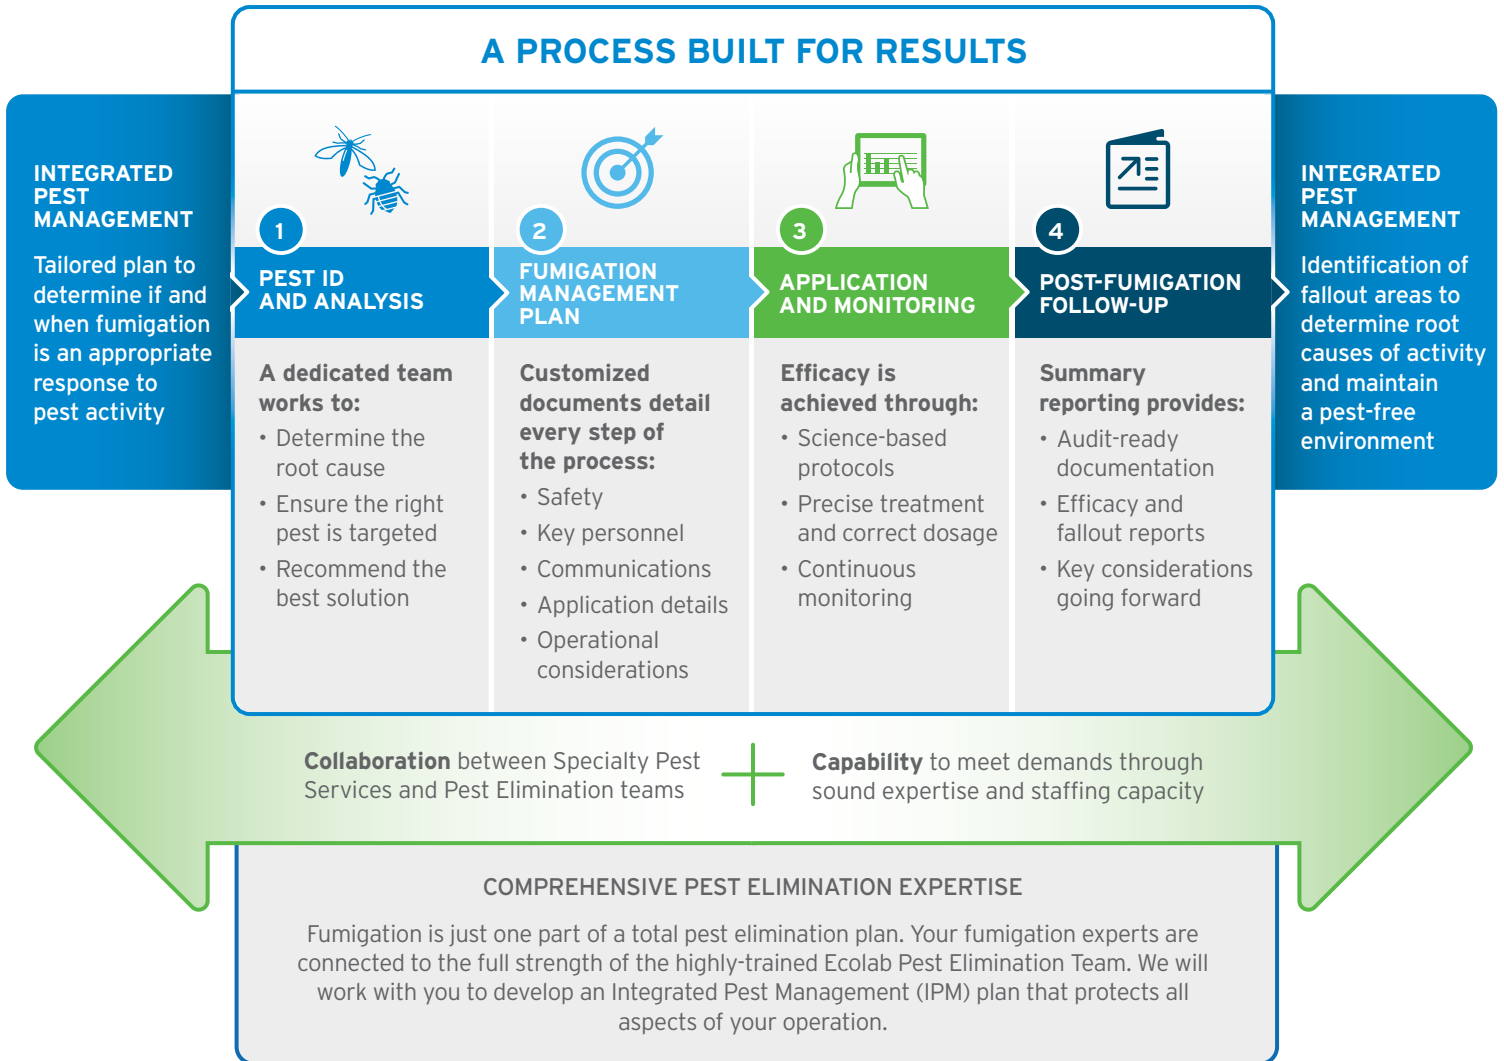 A PROCESS BUILT FOR RESULTS
INTEGRATED
PEST
MANAGEMENT
Tailored plan to
determine if and
when fumigation
is an appropriate
response to
pest activity
1
PEST ID
AND ANALYSIS
A dedicated team
works to:
• Determine the
root cause
• Ensure the right
pest is targeted
• Recommend the
best solution
2
FUMIGATION
MANAGEMENT
PLAN
Customized
documents detail
every step of
the process:
• Safety
• Key personnel
• Communications
• Application details
• Operational
considerations
3
APPLICATION
AND MONITORING
Efficacy is
achieved through:
• Science-based
protocols
• Precise treatment
and correct dosage
• Continuous
monitoring
4
POST-FUMIGATION
FOLLOW-UP
Summary
reporting provides:
• Audit-ready
documentation
• Efficacy and
fallout reports
• Key considerations
going forward
INTEGRATED
PEST
MANAGEMENT
Identification of
fallout areas to
determine root
causes of activity
and maintain
a pest-free
environment
Collaboration between Specialty Pest
Services and Pest Elimination teams
Capability to meet demands through
sound expertise and staffing capacity
COMPREHENSIVE PEST ELIMINATION EXPERTISE
Fumigation is just one part of a total pest elimination plan. Your fumigation experts are
connected to the full strength of the highly-trained Ecolab Pest Elimination Team. We will
work with you to develop an Integrated Pest Management (IPM) plan that protects all
aspects of your operation.